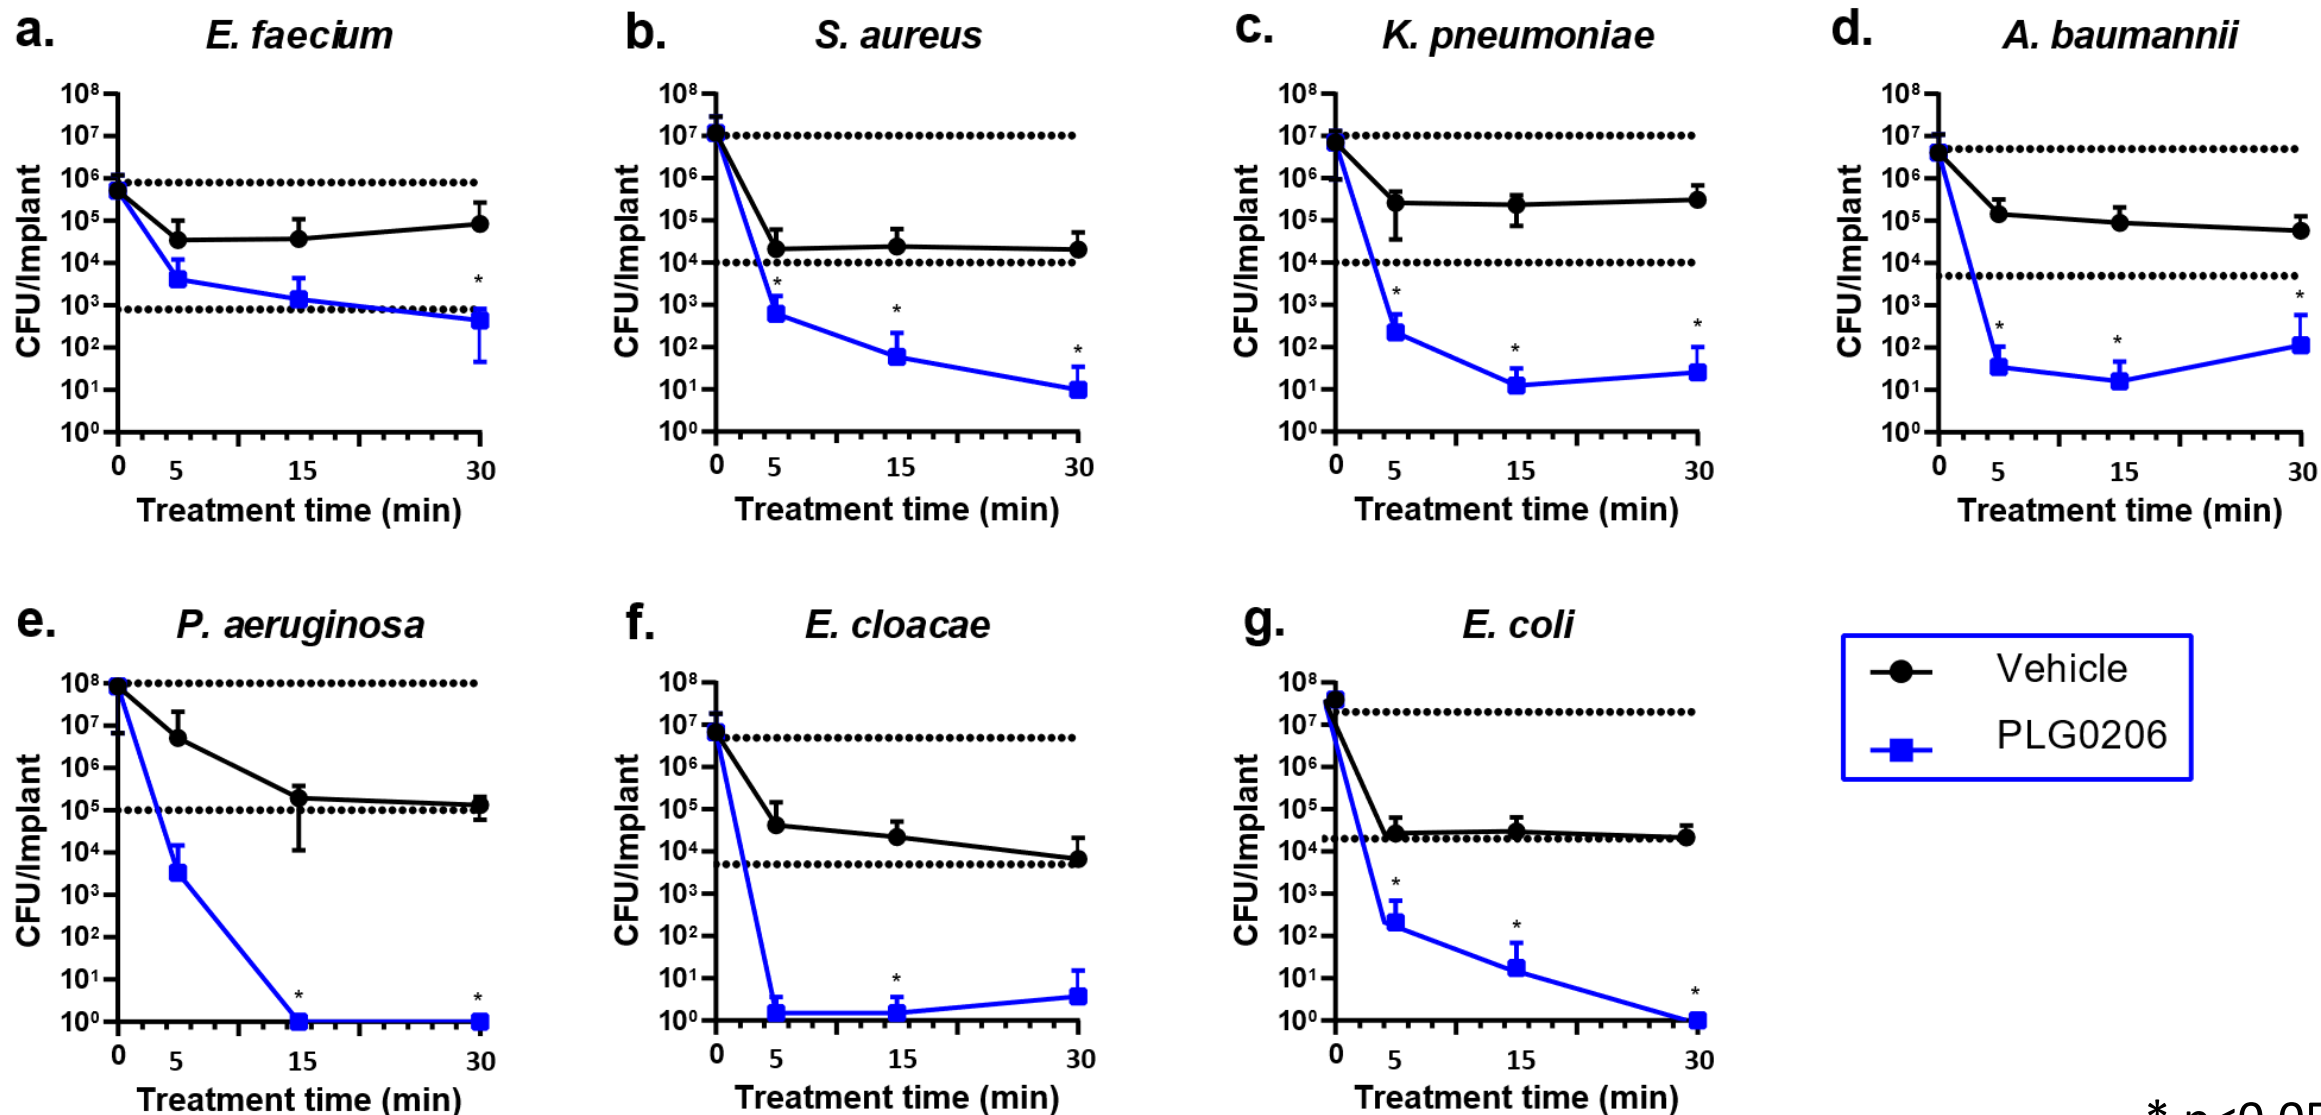 a. E. faecium
b. S. aureus
c. K. pneumoniae
d. A. baumannii
10⁸ 10⁷ 10⁶ 10⁵ 10⁴ 10³ 10² 10¹ 10⁰
CFU/Implant
* 
0 5 15 30
Treatment time (min)
10⁸ 10⁷ 10⁶ 10⁵ 10⁴ 10³ 10² 10¹ 10⁰
CFU/Implant
* * *
0 5 15 30
Treatment time (min)
10⁸ 10⁷ 10⁶ 10⁵ 10⁴ 10³ 10² 10¹ 10⁰
CFU/Implant
* * *
0 5 15 30
Treatment time (min)
10⁸ 10⁷ 10⁶ 10⁵ 10⁴ 10³ 10² 10¹ 10⁰
CFU/Implant
* * *
0 5 15 30
Treatment time (min)
e. P. aeruginosa
f. E. cloacae
g. E. coli
10⁸ 10⁷ 10⁶ 10⁵ 10⁴ 10³ 10² 10¹ 10⁰
CFU/Implant
* *
0 5 15 30
Treatment time (min)
10⁸ 10⁷ 10⁶ 10⁵ 10⁴ 10³ 10² 10¹ 10⁰
CFU/Implant
*
0 5 15 30
Treatment time (min)
10⁸ 10⁷ 10⁶ 10⁵ 10⁴ 10³ 10² 10¹ 10⁰
CFU/Implant
* * *
0 5 15 30
Treatment time (min)
Vehicle
PLG0206